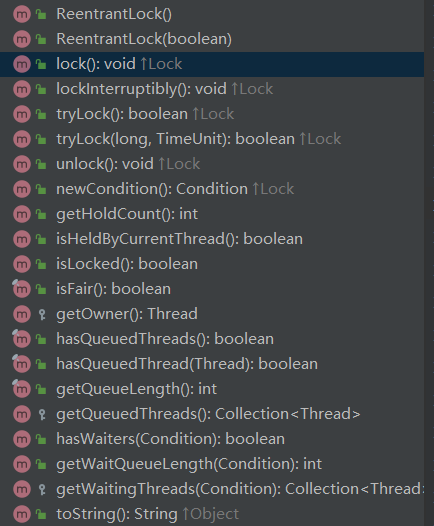 ReentrantLock()
ReentrantLock(boolean)
lock(): void ↑Lock
lockInterruptibly(): void ↑Lock
tryLock(): boolean ↑Lock
tryLock(long, TimeUnit): boolean ↑Lock
unlock(): void ↑Lock
newCondition(): Condition ↑Lock
getHoldCount(): int
isHeldByCurrentThread(): boolean
isLocked(): boolean
isFair(): boolean
getOwner(): Thread
hasQueuedThreads(): boolean
hasQueuedThread(Thread): boolean
getQueueLength(): int
getQueuedThreads(): Collection<Thread>
hasWaiters(Condition): boolean
getWaitQueueLength(Condition): int
getWaitingThreads(Condition): Collection<Thread>
toString(): String ↑Object